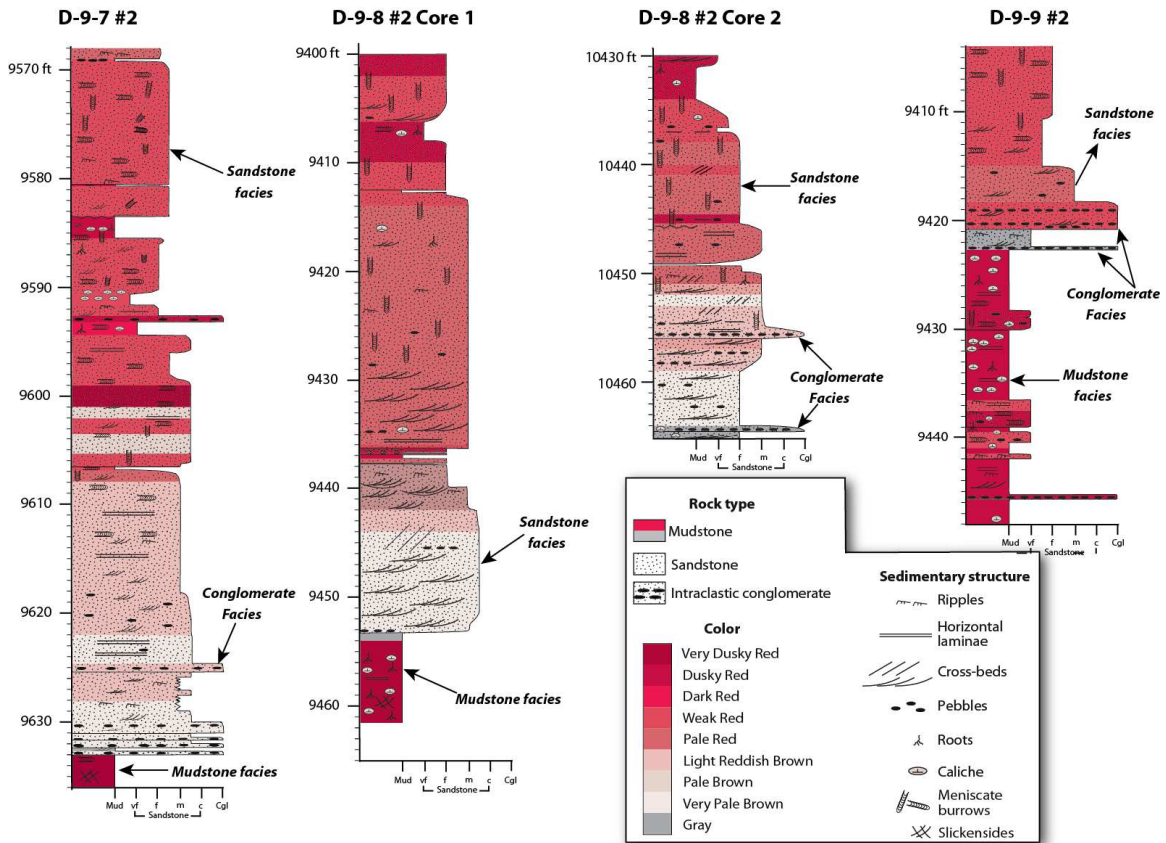 D-9-7 #2
D-9-8 #2 Core 1
D-9-8 #2 Core 2
D-9-9 #2
9570 ft
9580
9590
9600
9610
9620
9630
Sandstone
facies
Conglomerate
Facies
Mudstone facies
Mud vf f m c Cgl
Sandstone
9400 ft
9410
9420
9430
9440
9450
9460
Sandstone
facies
Mudstone facies
Mud vf f m c Cgl
Sandstone
10430 ft
10440
10450
10460
Sandstone
facies
Conglomerate
Facies
Mud vf f m c Cgl
Sandstone
9410 ft
9420
9430
9440
Sandstone
facies
Conglomerate
Facies
Mudstone
facies
Mud vf f m c Cgl
Sandstone
Rock type
Mudstone
Sandstone
Intraclastic conglomerate
Color
Very Dusky Red
Dusky Red
Dark Red
Weak Red
Pale Red
Light Reddish Brown
Pale Brown
Very Pale Brown
Gray
Sedimentary structure
Ripples
Horizontal
laminae
Cross-beds
Pebbles
Roots
Caliche
Meniscate
burrows
Slickensides